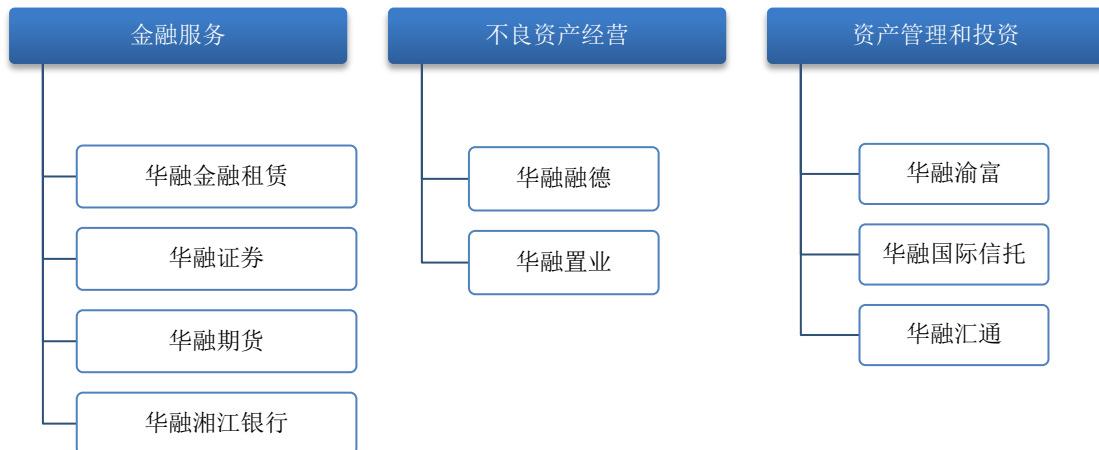 金融服务
华融金融租赁
华融证券
华融期货
华融湘江银行
不良资产经营
华融融德
华融置业
资产管理和投资
华融渝富
华融国际信托
华融汇通